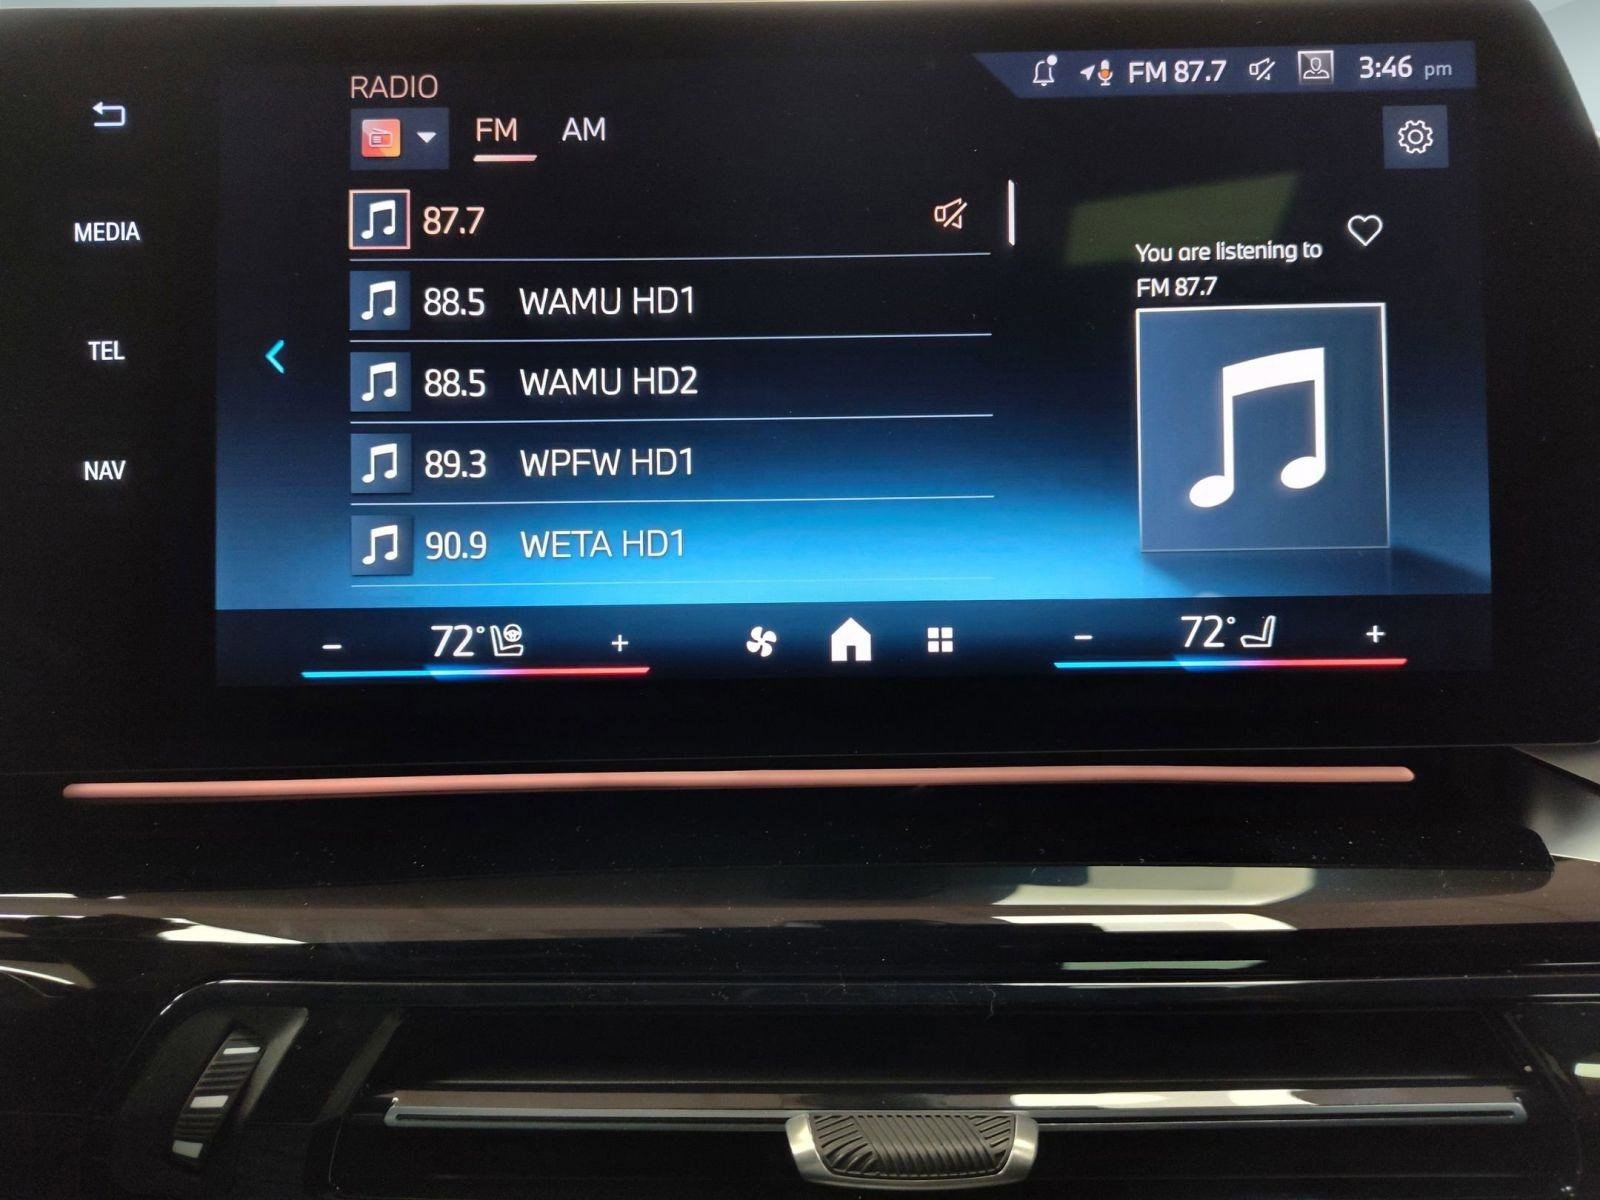 RADIO
FM 87.7
3:46 pm
FM AM
87.7
88.5 WAMU HD1
88.5 WAMU HD2
89.3 WPFW HD1
90.9 WETA HD1
You are listening to
FM 87.7
MEDIA
TEL
NAV
- 72° +
- 72° +